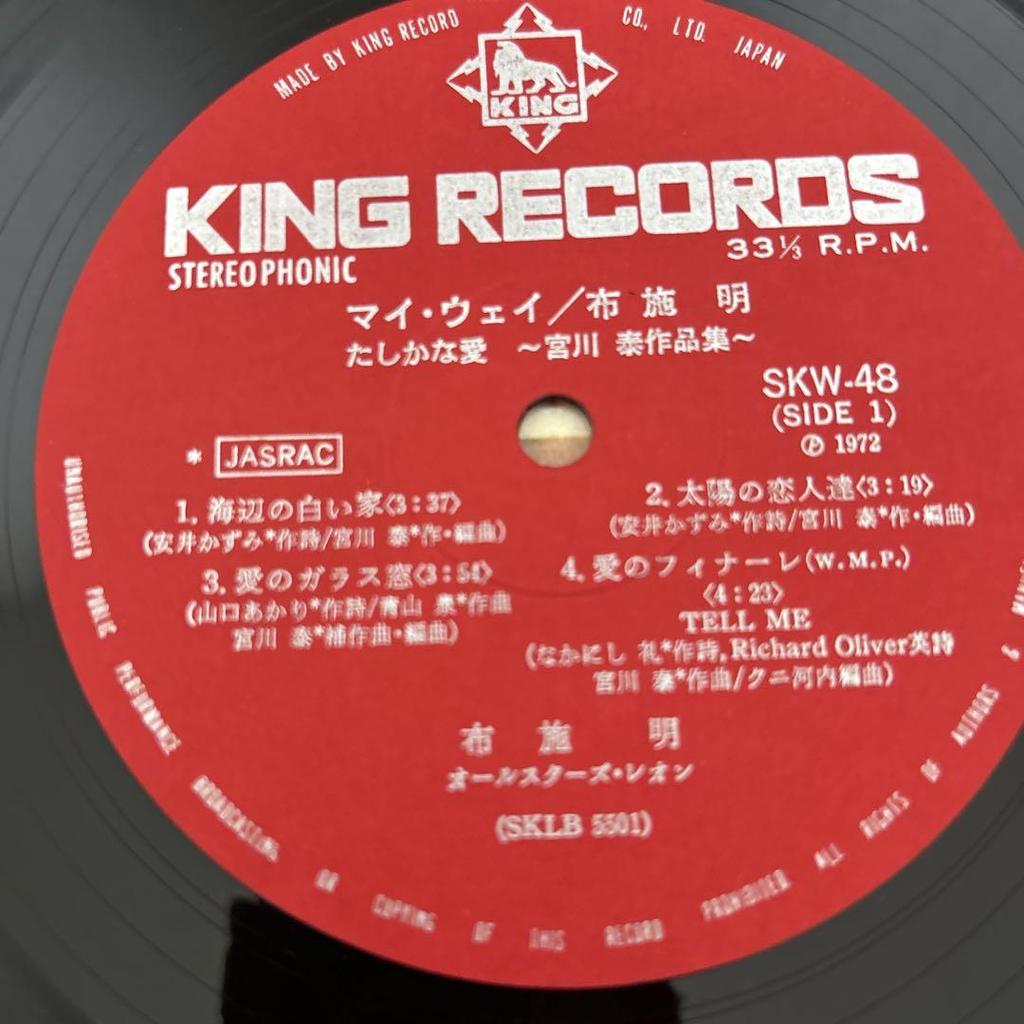 MADE BY KING RECORD CO., LTD. JAPAN
KING
KING RECORDS
STEREOPHONIC
33⅓ R.P.M.
マイ・ウェイ/布施 明
たしかな愛 ~宮川 泰作品集~
SKW-48
(SIDE 1)
Ⓟ 1972
* JASRAC
1. 海辺の白い家〈3:37〉
(安井かずみ*作詩/宮川 泰*作・編曲)
2. 太陽の恋人達〈3:19〉
(安井かずみ*作詩/宮川 泰*作・編曲)
3. 愛のガラス窓〈3:54〉
(山口あかり*作詩/青山 作曲
宮川 泰*補作曲・編曲)
4. 愛のフィナーレ(W.M.P.)
〈4:23〉
TELL ME
(なかにし 礼*作詩, Richard Oliver英詩
宮川 泰*作曲/クニ河内編曲)
布施 明
オールスターズ・レオン
(SKLB 5501)
UNAUTHORISED PUBLIC PERFORMANCE BROADCASTING OR COPYING OF THIS RECORD PROHIBITED ALL RIGHTS OF AUTHORS &